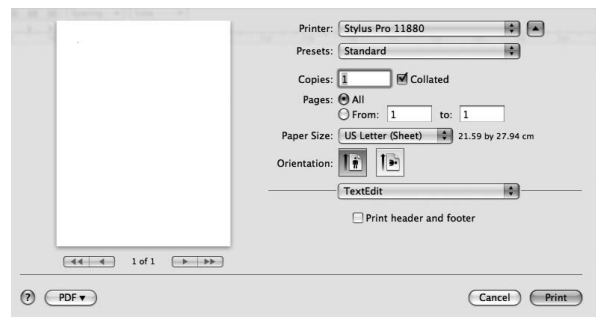 Printer: Stylus Pro 11880
Presets: Standard
Copies: 1 Collated
Pages: All
From: 1 to: 1
Paper Size: US Letter (Sheet) 21.59 by 27.94 cm
Orientation:
TextEdit
Print header and footer
1 of 1
? PDF Cancel Print